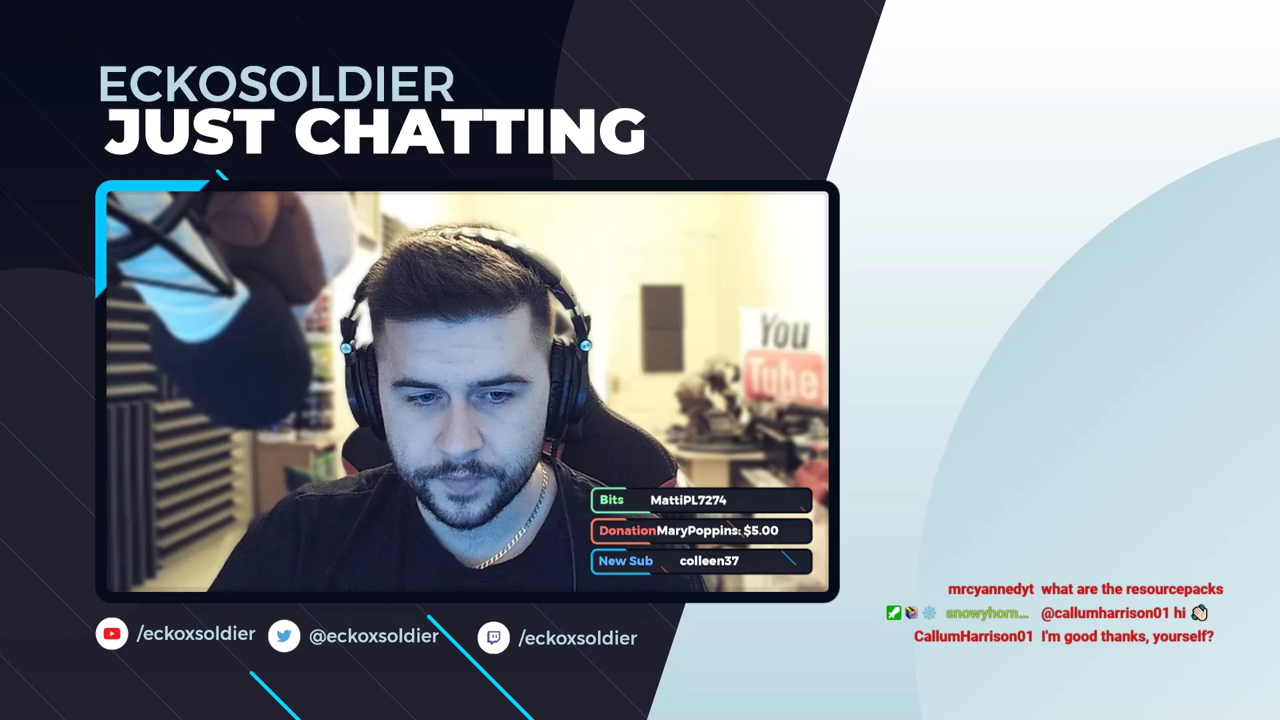 ECKOSOLDIER
JUST CHATTING
You
Tube
Bits MattiPL7274
Donation MaryPoppins: $5.00
New Sub colleen37
/eckoxsoldier
@eckoxsoldier
/eckoxsoldier
mrcyannedyt what are the resourcepacks
snowyhorn... @callumharrison01 hi
CallumHarrison01 I'm good thanks, yourself?